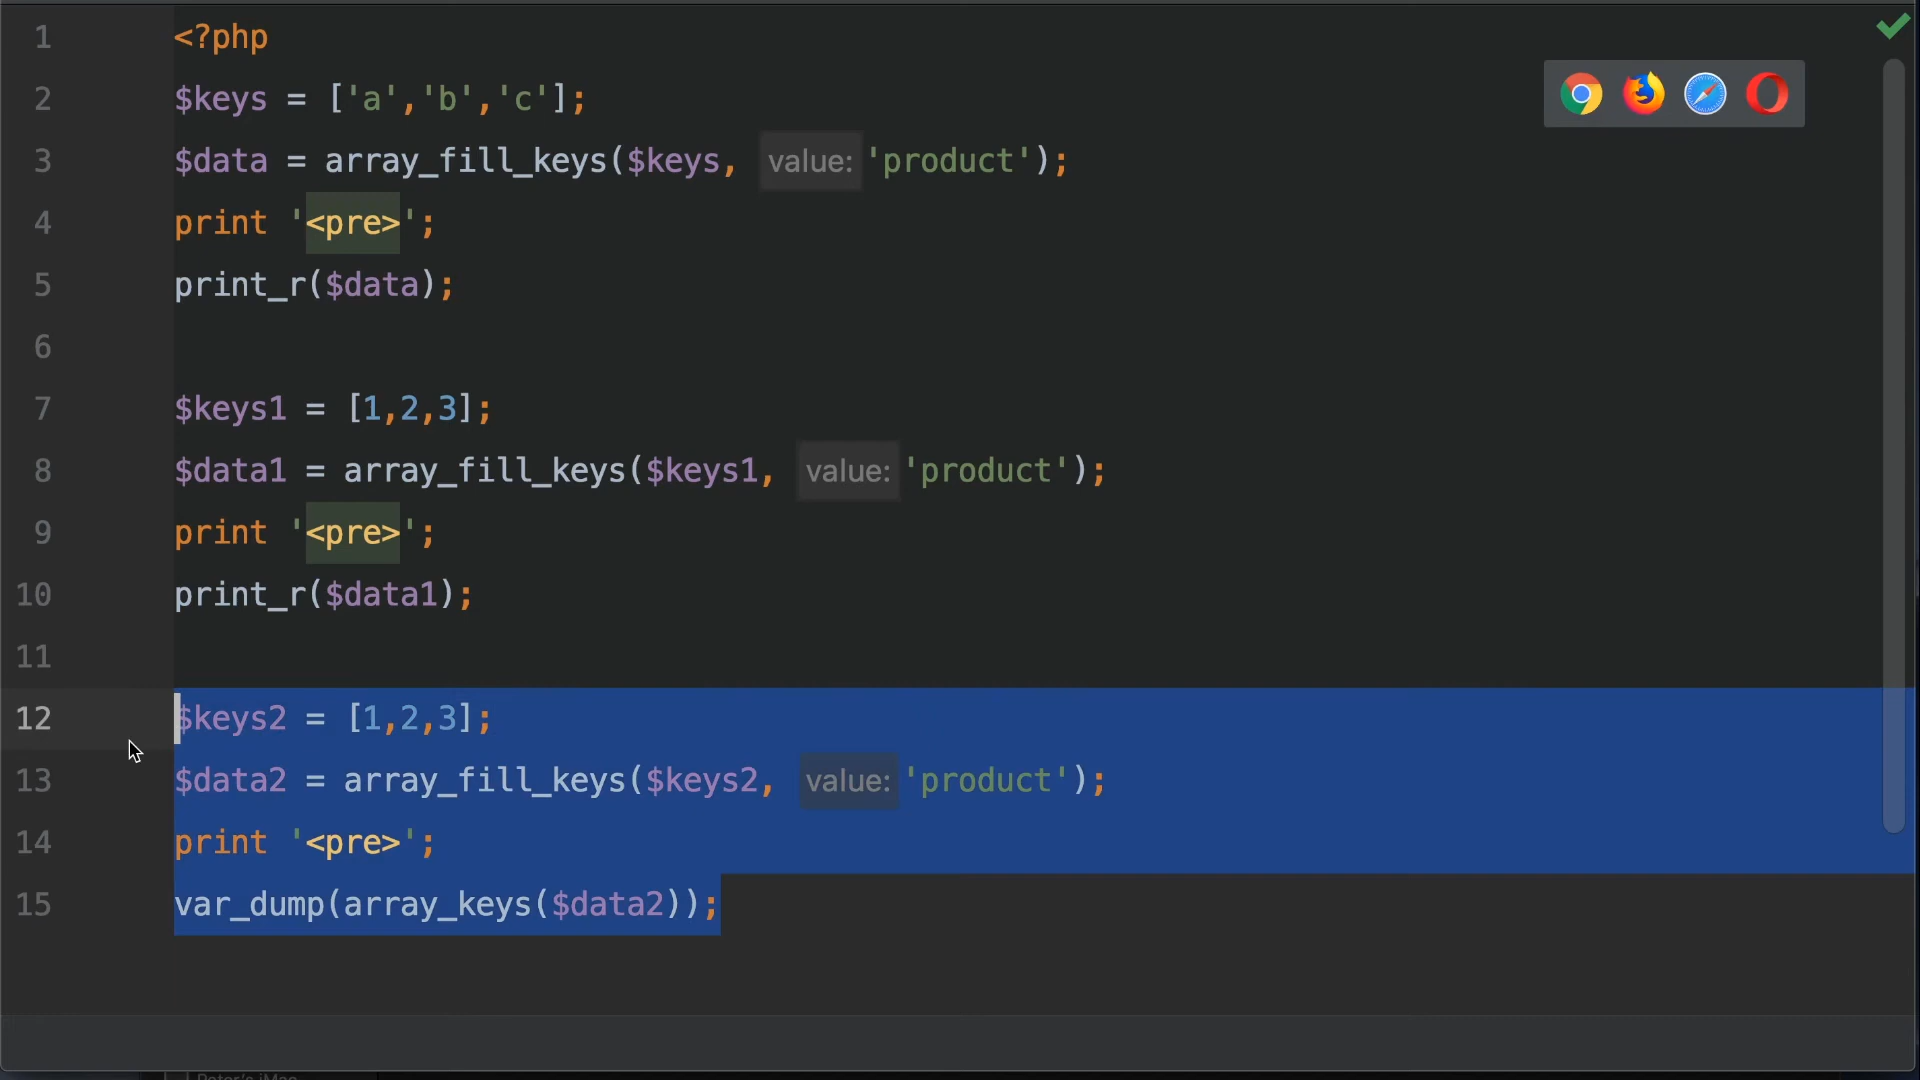 1 <?php
2 $keys = ['a','b','c'];
3 $data = array_fill_keys($keys, value: 'product');
4 print '<pre>';
5 print_r($data);
6
7 $keys1 = [1,2,3];
8 $data1 = array_fill_keys($keys1, value: 'product');
9 print '<pre>';
10 print_r($data1);
11
12 $keys2 = [1,2,3];
13 $data2 = array_fill_keys($keys2, value: 'product');
14 print '<pre>';
15 var_dump(array_keys($data2));